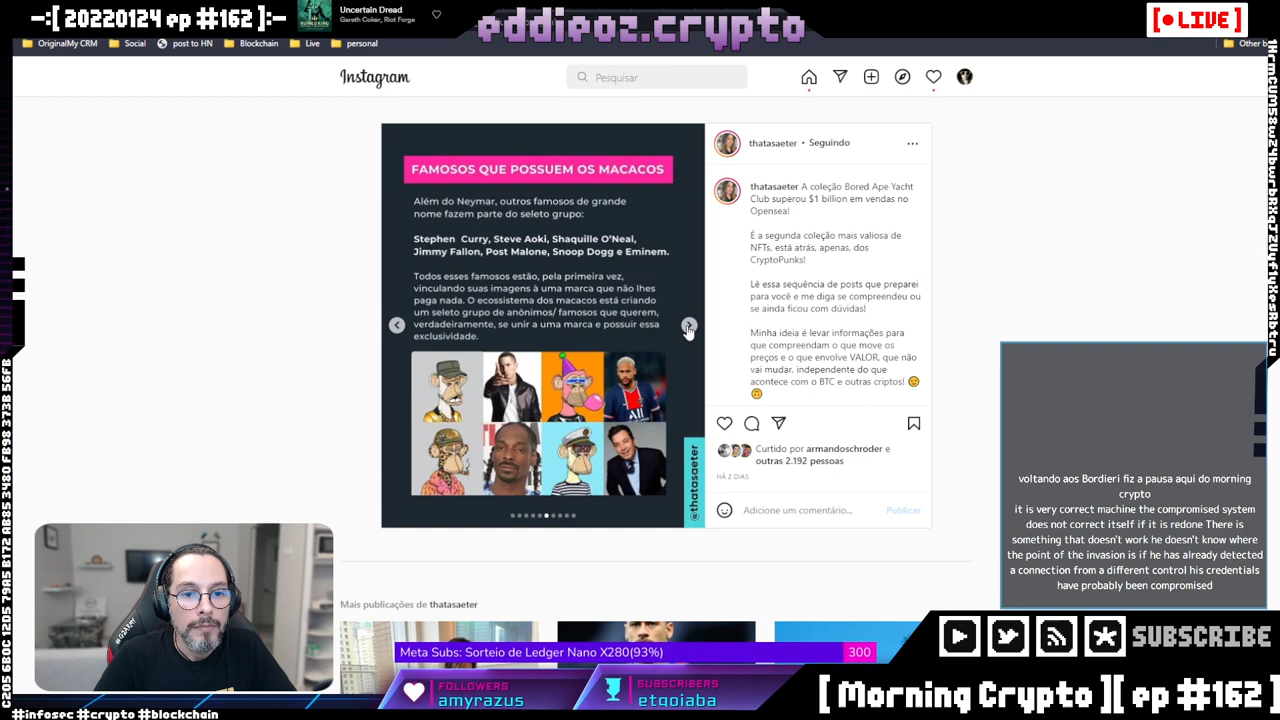 -:[ 20220124 ep #162 ]:-
Uncertain Dread
Gareth Coker, Riot Forge
eddieoz.crypto
[●LIVE]
OriginalMy CRM
Social
post to HN
Blockchain
Live
personal
Other b
Instagram
Pesquisar
FAMOSOS QUE POSSUEM OS MACACOS
Além do Neymar, outros famosos de grande
nome fazem parte do seleto grupo:
Stephen Curry, Steve Aoki, Shaquille O'Neal,
Jimmy Fallon, Post Malone, Snoop Dogg e Eminem.
Todos esses famosos estão, pela primeira vez,
vinculando suas imagens à uma marca que não lhes
paga nada. O ecossistema dos macacos está criando
um seleto grupo de anônimos/ famosos que querem,
verdadeiramente, se unir a uma marca e possuir essa
exclusividade.
@thatasaeter
thatasaeter • Seguindo
thatasaeter A coleção Bored Ape Yacht
Club superou $1 billion em vendas no
Opensea!
É a segunda coleção mais valiosa de
NFTs, está atrás, apenas, dos
CryptoPunks!
Lê essa sequência de posts que preparei
para você e me diga se compreendeu ou
se ainda ficou com dúvidas!
Minha ideia é levar informações para
que compreendam o que move os
preços e o que envolve VALOR, que não
vai mudar, independente do que
acontece com o BTC e outras criptos!
Curtido por armandoschroder e
outras 2.192 pessoas
HÁ 2 DIAS
Adicione um comentário...
Publicar
Mais publicações de thatasaeter
voltando aos Bordieri fiz a pausa aqui do morning
crypto
it is very correct machine the compromised system
does not correct itself if it is redone There is
something that doesn't work he doesn't know where
the point of the invasion is if he has already detected
a connection from a different control his credentials
have probably been compromised
Meta Subs: Sorteio de Ledger Nano X280(93%)
300
FOLLOWERS
amyrazus
SUBSCRIBERS
etgoiaba
SUBSCRIBE
[ Morning Crypto ][ ep #162 ]
#infosec #crypto #blockchain
C205 5B0C 12D5 79A5 B172 AB35 3480 FB98 373B 56FB